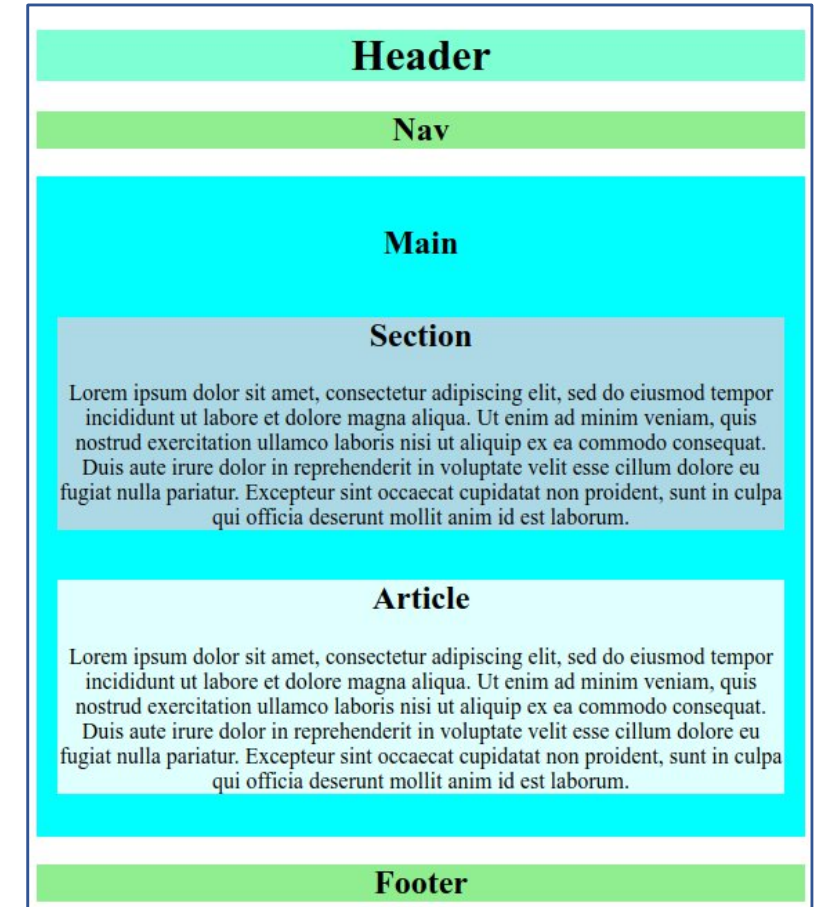 Header
Nav
Main
Section
Lorem ipsum dolor sit amet, consectetur adipiscing elit, sed do eiusmod tempor
incididunt ut labore et dolore magna aliqua. Ut enim ad minim veniam, quis
nostrud exercitation ullamco laboris nisi ut aliquip ex ea commodo consequat.
Duis aute irure dolor in reprehenderit in voluptate velit esse cillum dolore eu
fugiat nulla pariatur. Excepteur sint occaecat cupidatat non proident, sunt in culpa
qui officia deserunt mollit anim id est laborum.
Article
Lorem ipsum dolor sit amet, consectetur adipiscing elit, sed do eiusmod tempor
incididunt ut labore et dolore magna aliqua. Ut enim ad minim veniam, quis
nostrud exercitation ullamco laboris nisi ut aliquip ex ea commodo consequat.
Duis aute irure dolor in reprehenderit in voluptate velit esse cillum dolore eu
fugiat nulla pariatur. Excepteur sint occaecat cupidatat non proident, sunt in culpa
qui officia deserunt mollit anim id est laborum.
Footer